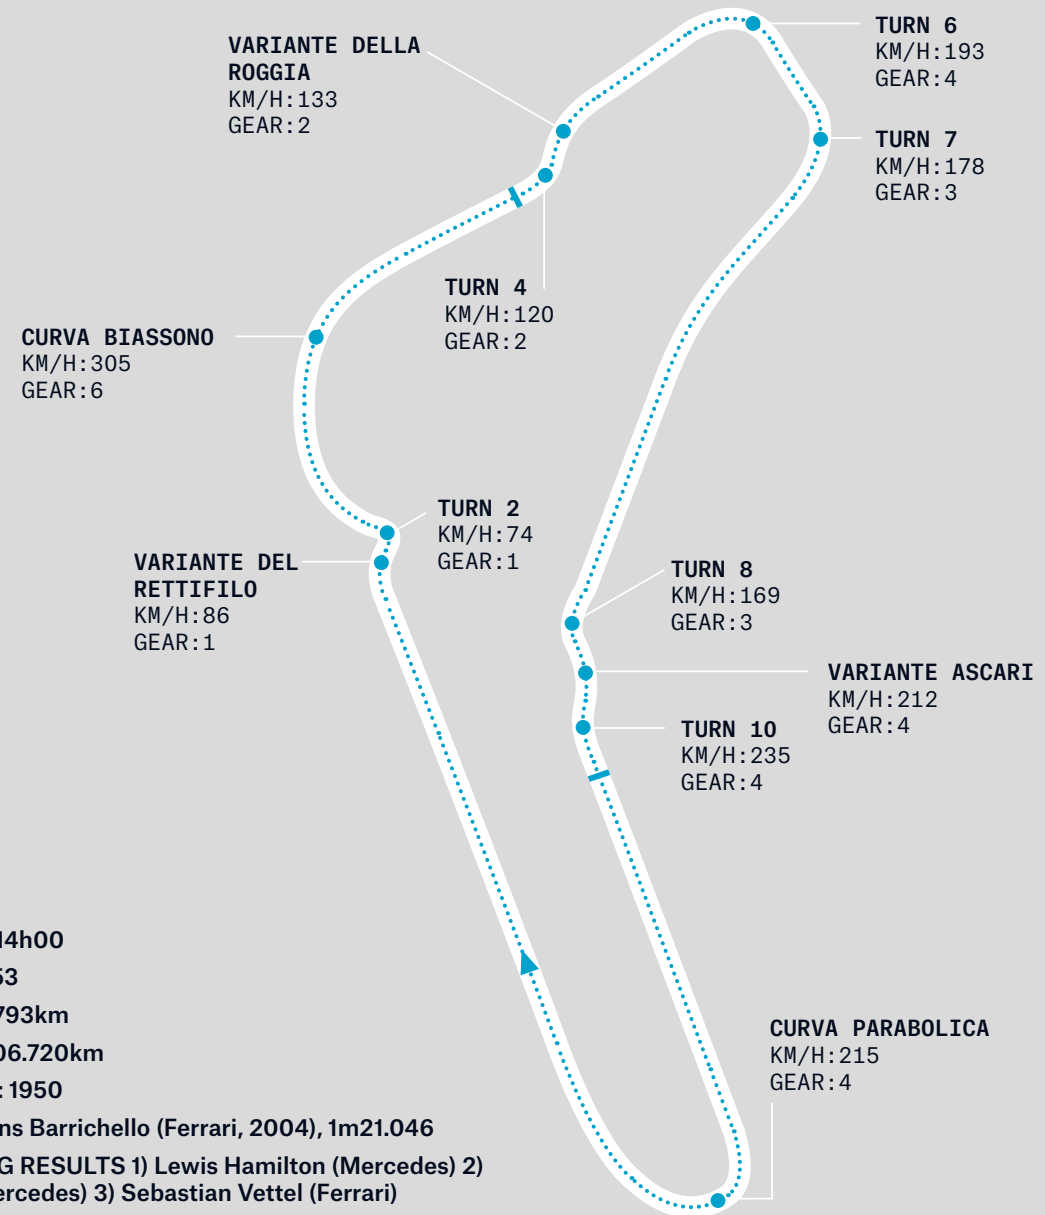 VARIANTE DELLA
ROGGIA
KM/H:133
GEAR:2
TURN 6
KM/H:193
GEAR:4
TURN 7
KM/H:178
GEAR:3
TURN 4
KM/H:120
GEAR:2
CURVA BIASSONO
KM/H:305
GEAR:6
TURN 2
KM/H:74
GEAR:1
VARIANTE DEL
RETTIFILO
KM/H:86
GEAR:1
TURN 8
KM/H:169
GEAR:3
VARIANTE ASCARI
KM/H:212
GEAR:4
TURN 10
KM/H:235
GEAR:4
CURVA PARABOLICA
KM/H:215
GEAR:4
14h00
53
793km
06.720km
: 1950
ns Barrichello (Ferrari, 2004), 1m21.046
G RESULTS 1) Lewis Hamilton (Mercedes) 2)
ercedes) 3) Sebastian Vettel (Ferrari)